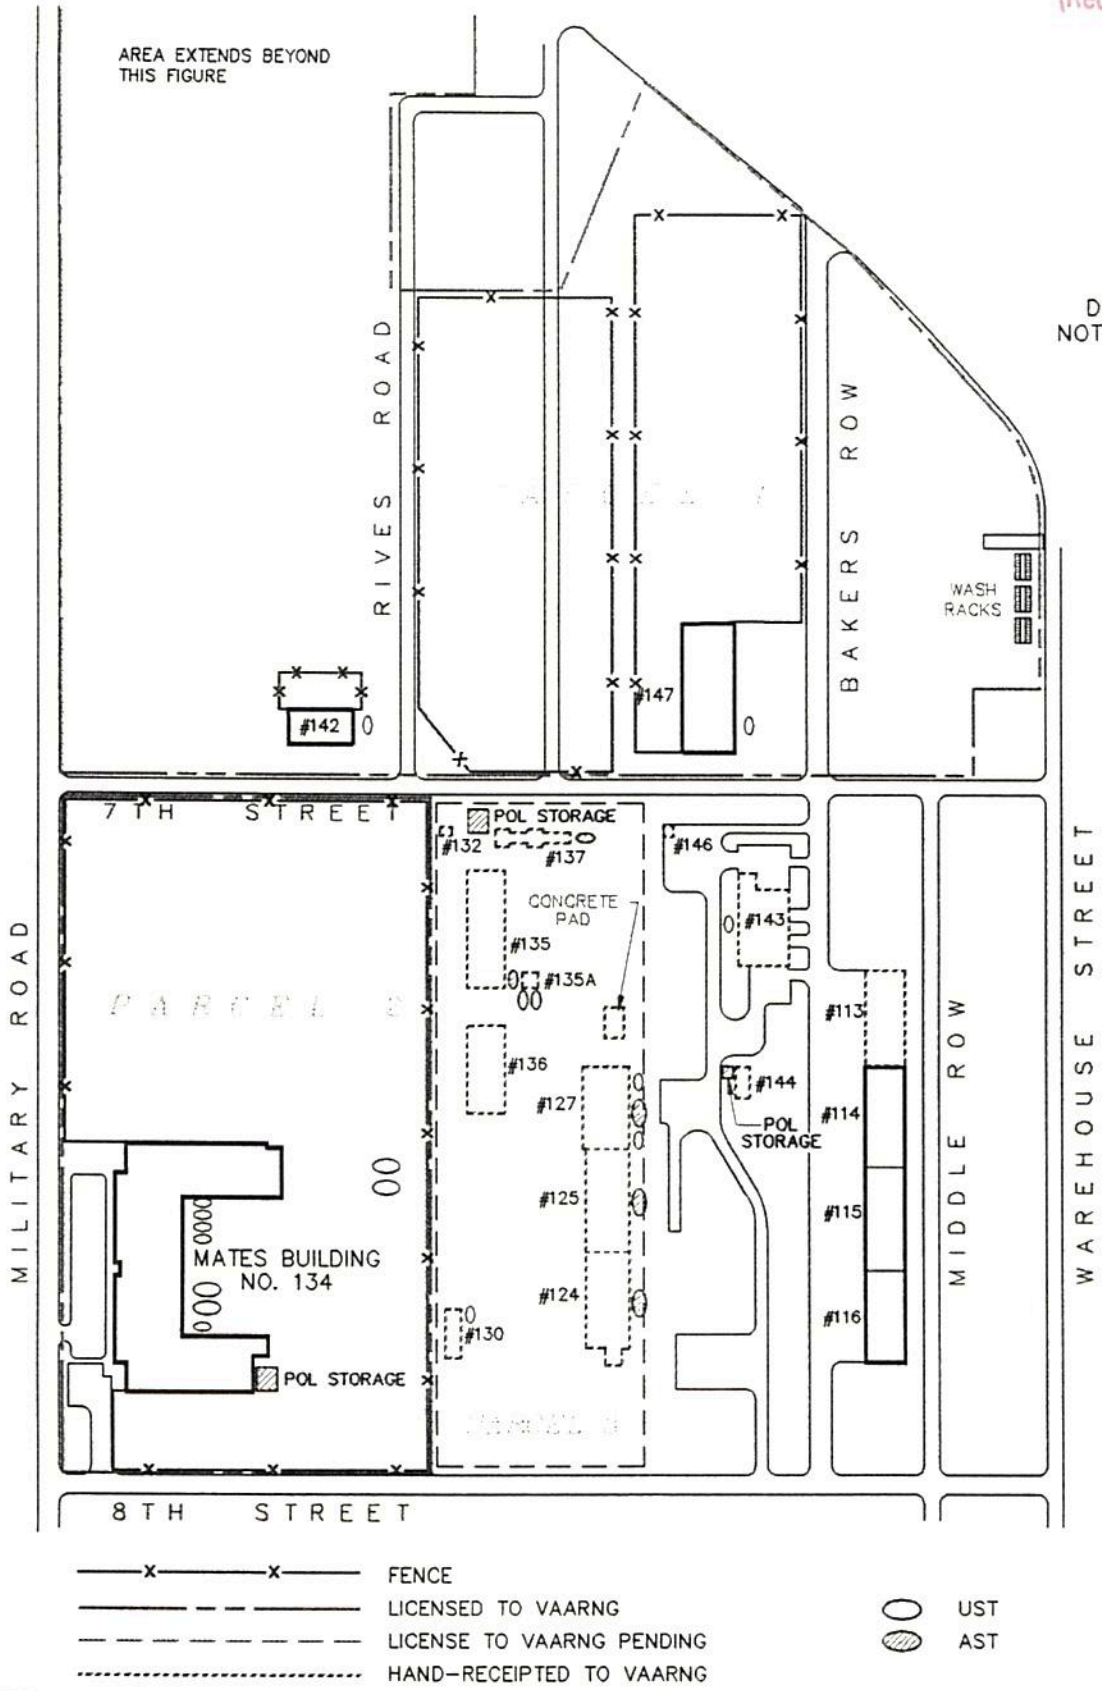 AREA EXTENDS BEYOND
THIS FIGURE
D
NOT
RIVES ROAD
BAKERS ROW
WASH
RACKS
#142
#147
7TH STREET
POL STORAGE
#132
#137
#146
CONCRETE
PAD
#143
#135
#135A
PARCEL
#113
#136
#144
#127
#114
POL
STORAGE
MILITARY ROAD
MIDDLE ROW
WAREHOUSE STREET
#125
#115
MATES BUILDING
NO. 134
#124
#116
#130
POL STORAGE
8TH STREET
FENCE
LICENSED TO VAARNG
LICENSE TO VAARNG PENDING
HAND-RECEIPTED TO VAARNG
UST
AST